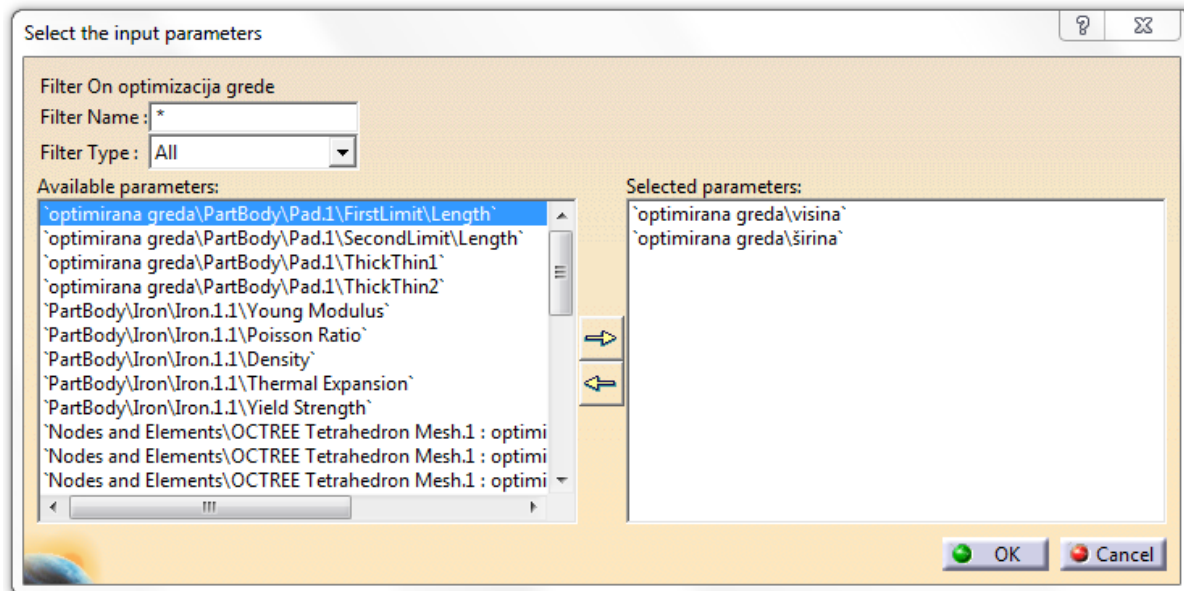 Select the input parameters
Filter On optimizacija grede
Filter Name : *
Filter Type : All
Available parameters:
`optimirana greda\PartBody\Pad.1\FirstLimit\Length`
`optimirana greda\PartBody\Pad.1\SecondLimit\Length`
`optimirana greda\PartBody\Pad.1\ThickThin1`
`optimirana greda\PartBody\Pad.1\ThickThin2`
`PartBody\Iron\Iron.1.1\Young Modulus`
`PartBody\Iron\Iron.1.1\Poisson Ratio`
`PartBody\Iron\Iron.1.1\Density`
`PartBody\Iron\Iron.1.1\Thermal Expansion`
`PartBody\Iron\Iron.1.1\Yield Strength`
`Nodes and Elements\OCTREE Tetrahedron Mesh.1 : optimi
`Nodes and Elements\OCTREE Tetrahedron Mesh.1 : optimi
`Nodes and Elements\OCTREE Tetrahedron Mesh.1 : optimi
Selected parameters:
`optimirana greda\visina`
`optimirana greda\širina`
OK
Cancel